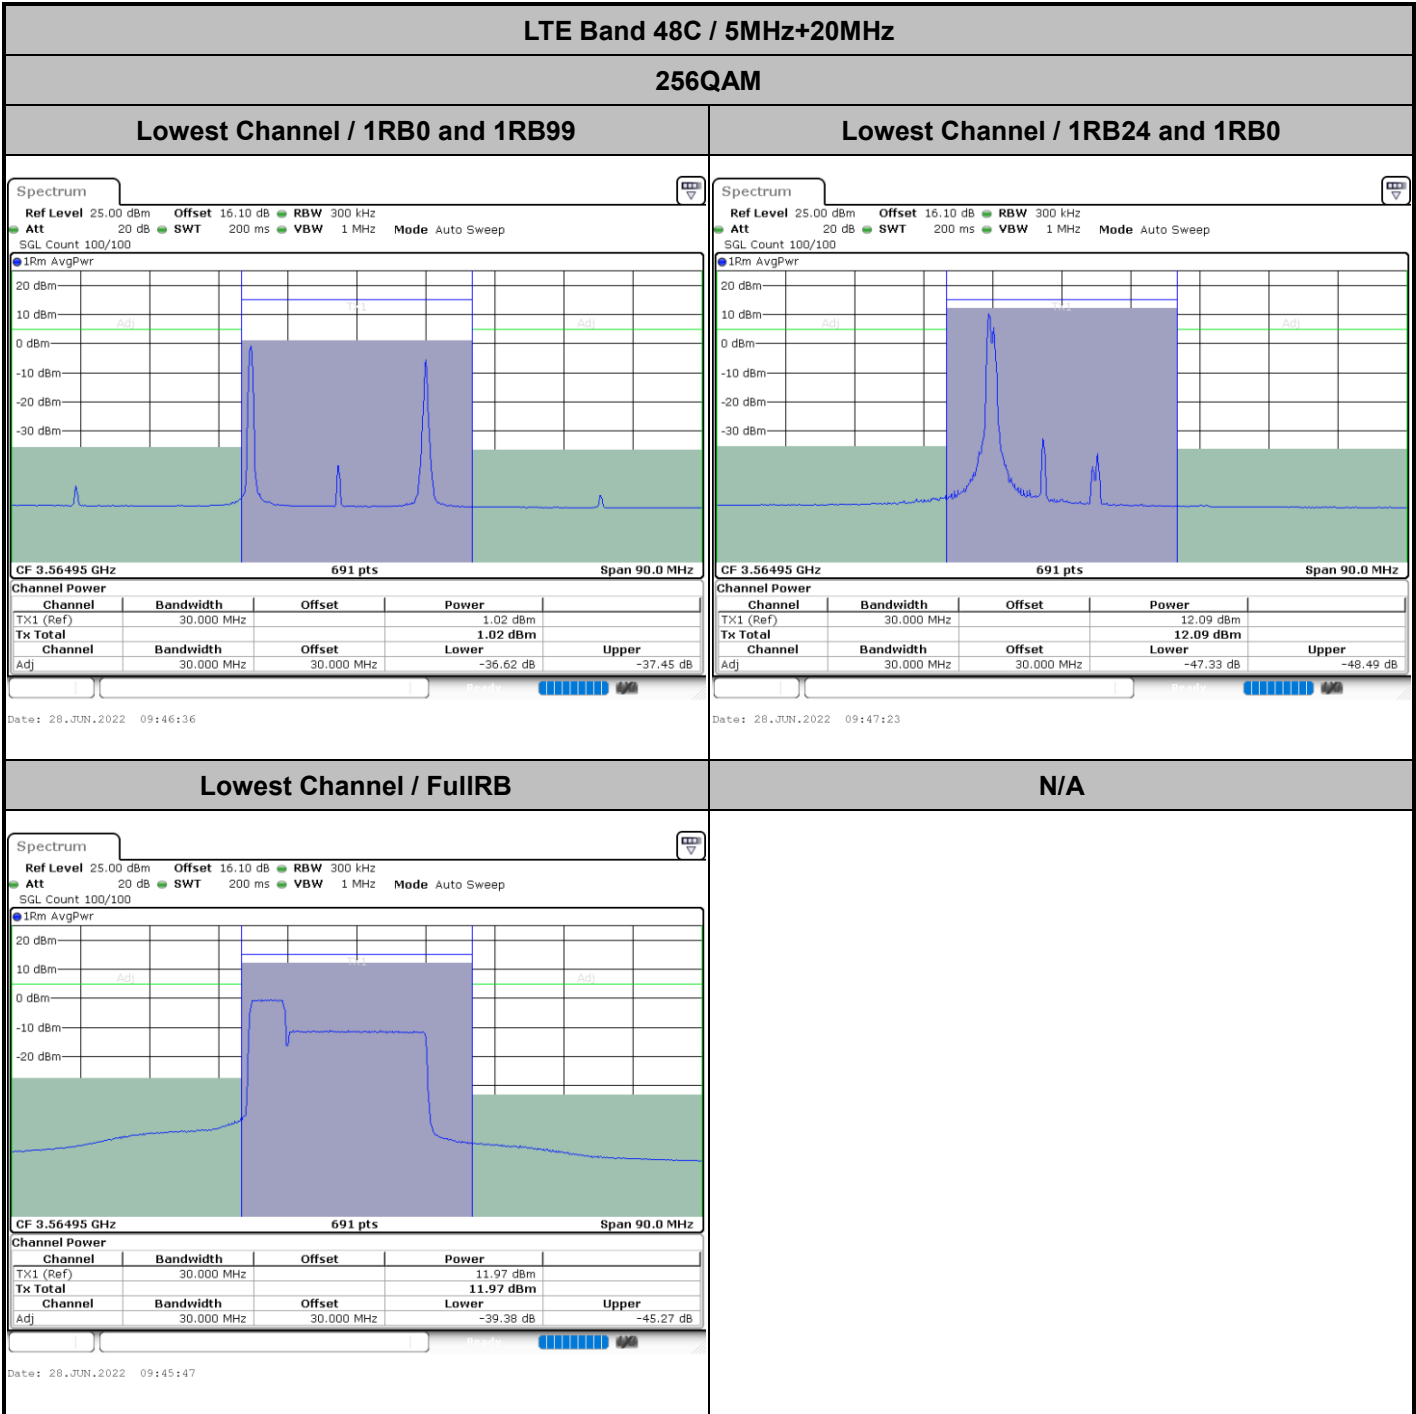 LTE Band 48C / 5MHz+20MHz
256QAM
Lowest Channel / 1RB0 and 1RB99
Lowest Channel / 1RB24 and 1RB0
Spectrum
Ref Level 25.00 dBm Offset 16.10 dB RBW 300 kHz
Att 20 dB SWT 200 ms VBW 1 MHz Mode Auto Sweep
SGL Count 100/100
1Rm AvgPwr
20 dBm
10 dBm
0 dBm
-10 dBm
-20 dBm
-30 dBm
Adj
TX1
Adj
CF 3.56495 GHz 691 pts Span 90.0 MHz
Channel Power
Channel Bandwidth Offset Power
TX1 (Ref) 30.000 MHz 1.02 dBm
Tx Total 1.02 dBm
Channel Bandwidth Offset Lower Upper
Adj 30.000 MHz 30.000 MHz -36.62 dB -37.45 dB
Ready
Date: 28.JUN.2022 09:46:36
Spectrum
Ref Level 25.00 dBm Offset 16.10 dB RBW 300 kHz
Att 20 dB SWT 200 ms VBW 1 MHz Mode Auto Sweep
SGL Count 100/100
1Rm AvgPwr
20 dBm
10 dBm
0 dBm
-10 dBm
-20 dBm
-30 dBm
Adj
TX1
Adj
CF 3.56495 GHz 691 pts Span 90.0 MHz
Channel Power
Channel Bandwidth Offset Power
TX1 (Ref) 30.000 MHz 12.09 dBm
Tx Total 12.09 dBm
Channel Bandwidth Offset Lower Upper
Adj 30.000 MHz 30.000 MHz -47.33 dB -48.49 dB
Ready
Date: 28.JUN.2022 09:47:23
Lowest Channel / FullRB
N/A
Spectrum
Ref Level 25.00 dBm Offset 16.10 dB RBW 300 kHz
Att 20 dB SWT 200 ms VBW 1 MHz Mode Auto Sweep
SGL Count 100/100
1Rm AvgPwr
20 dBm
10 dBm
0 dBm
-10 dBm
-20 dBm
Adj
TX1
Adj
CF 3.56495 GHz 691 pts Span 90.0 MHz
Channel Power
Channel Bandwidth Offset Power
TX1 (Ref) 30.000 MHz 11.97 dBm
Tx Total 11.97 dBm
Channel Bandwidth Offset Lower Upper
Adj 30.000 MHz 30.000 MHz -39.38 dB -45.27 dB
Ready
Date: 28.JUN.2022 09:45:47